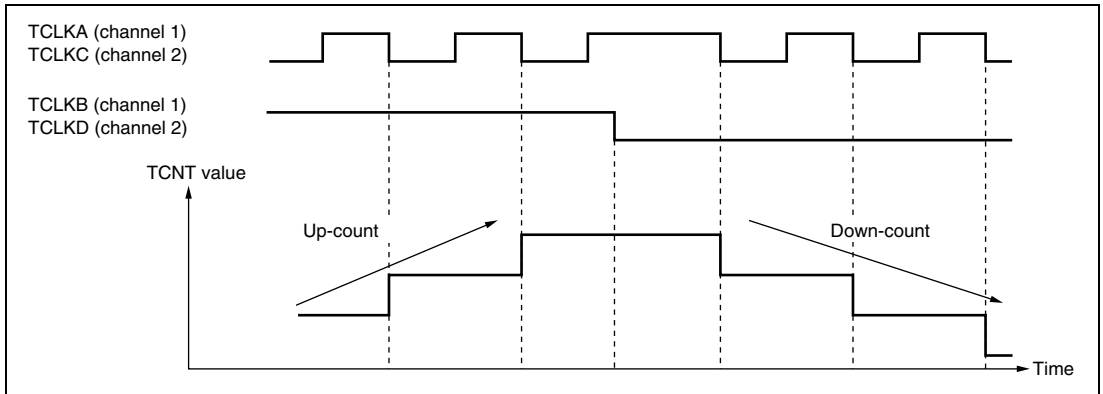 TCLKA (channel 1)
TCLKC (channel 2)
TCLKB (channel 1)
TCLKD (channel 2)
TCNT value
Up-count
Down-count
Time